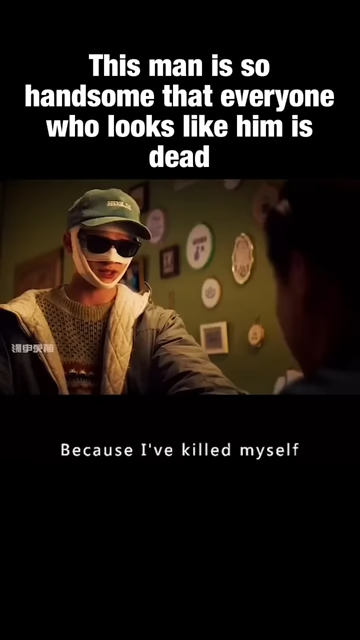 This man is so
handsome that everyone
who looks like him is
dead
Because I've killed myself